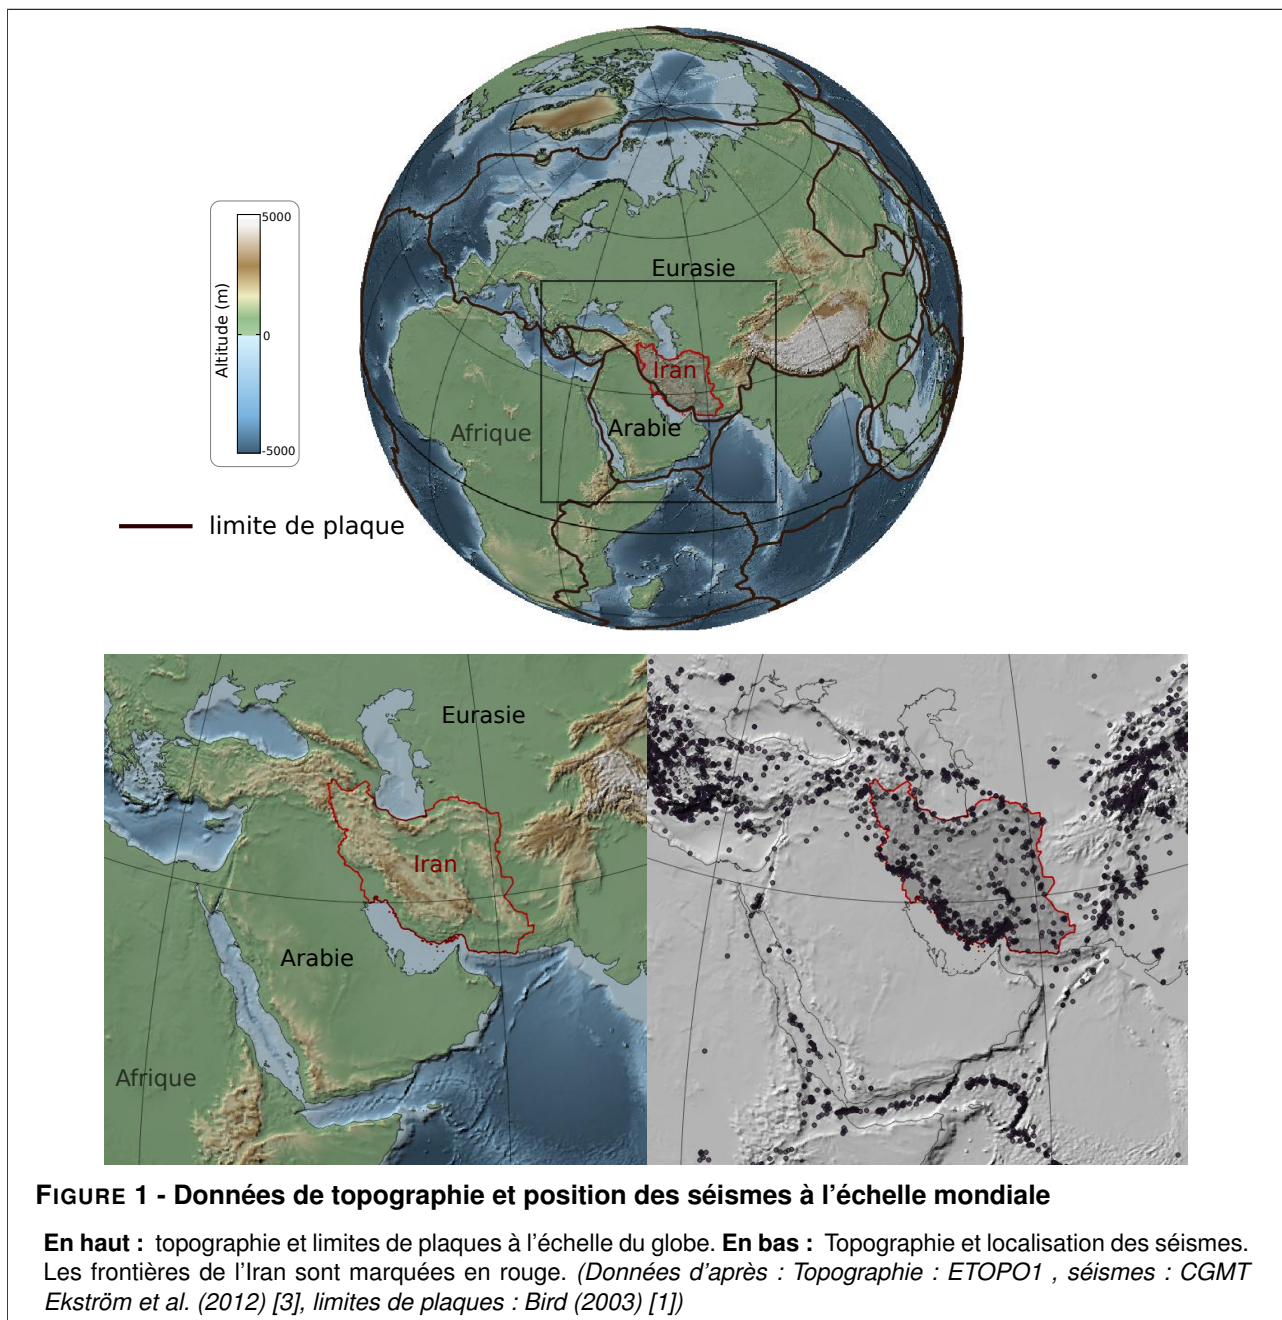 5000
0
-5000
Altitude (m)
limite de plaque
Eurasie
Iran
Arabie
Afrique
Eurasie
Iran
Arabie
Afrique
FIGURE 1 - Données de topographie et position des séismes à l'échelle mondiale
En haut : topographie et limites de plaques à l'échelle du globe. En bas : Topographie et localisation des séismes.
Les frontières de l'Iran sont marquées en rouge. (Données d'après : Topographie : ETOPO1 , séismes : CGMT
Ekström et al. (2012) [3], limites de plaques : Bird (2003) [1])